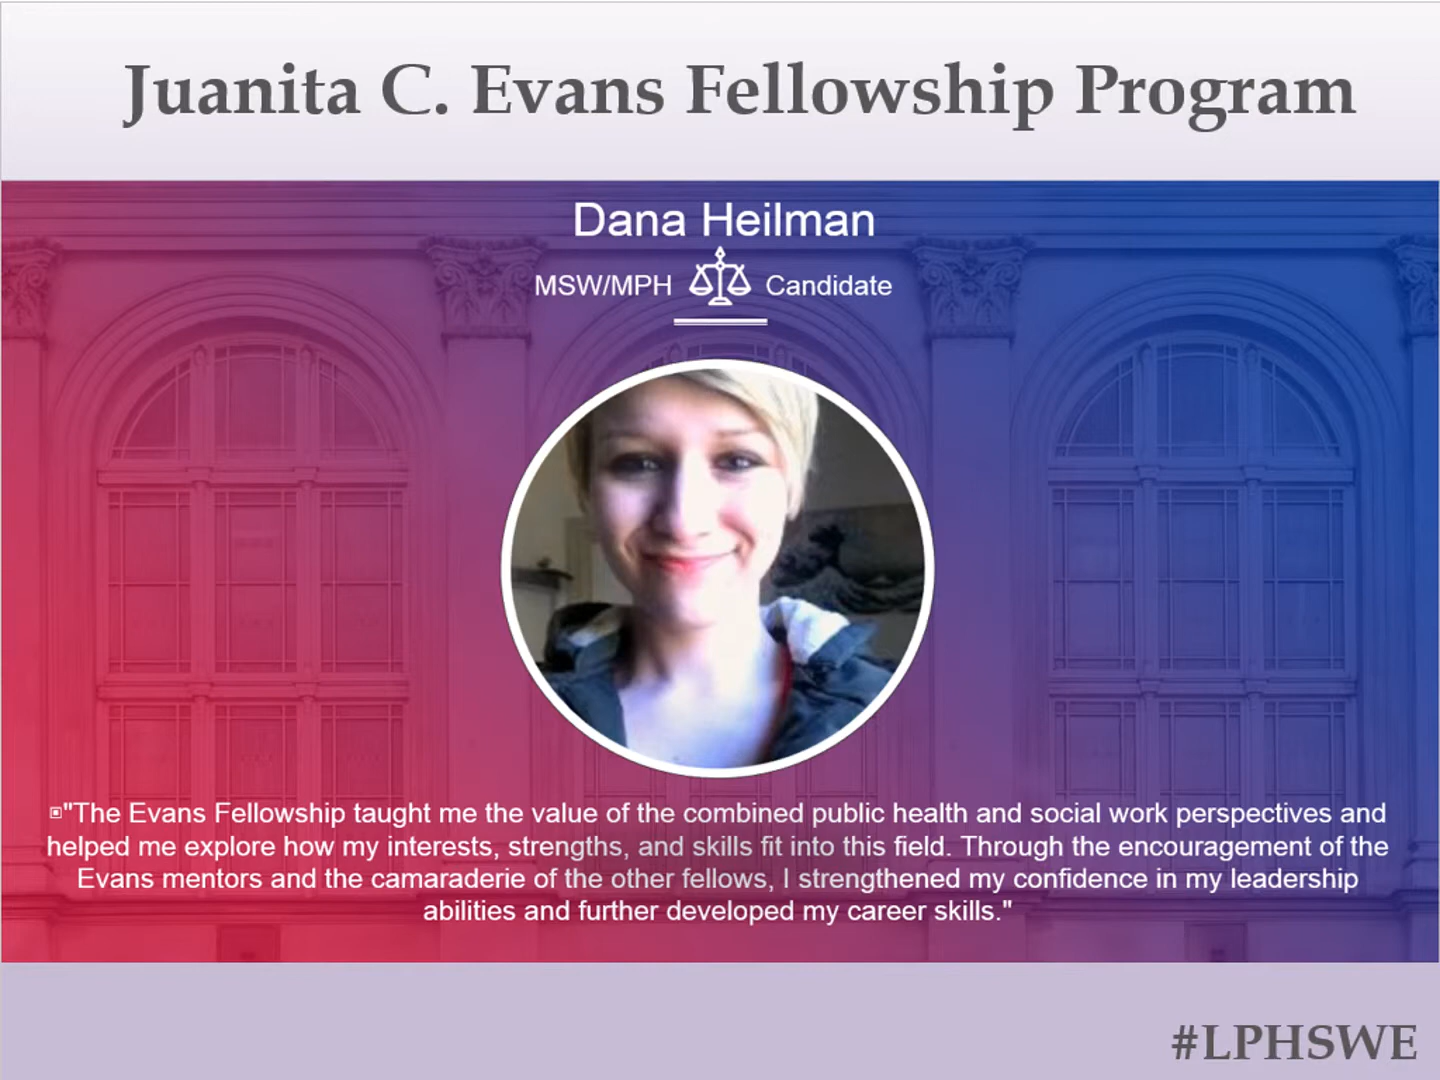 Juanita C. Evans Fellowship Program
Dana Heilman
MSW/MPH Candidate
"The Evans Fellowship taught me the value of the combined public health and social work perspectives and
helped me explore how my interests, strengths, and skills fit into this field. Through the encouragement of the
Evans mentors and the camaraderie of the other fellows, I strengthened my confidence in my leadership
abilities and further developed my career skills."
#LPHSWE